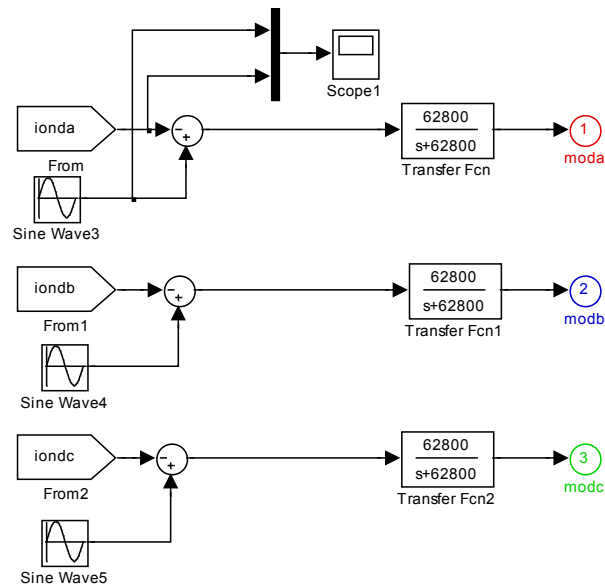 Scope1
ionda
-
+
62800
s+62800
1
From
Transfer Fcn
moda
Sine Wave3
iondb
-
+
62800
s+62800
2
From1
Transfer Fcn1
modb
Sine Wave4
iondc
-
+
62800
s+62800
3
From2
Transfer Fcn2
modc
Sine Wave5